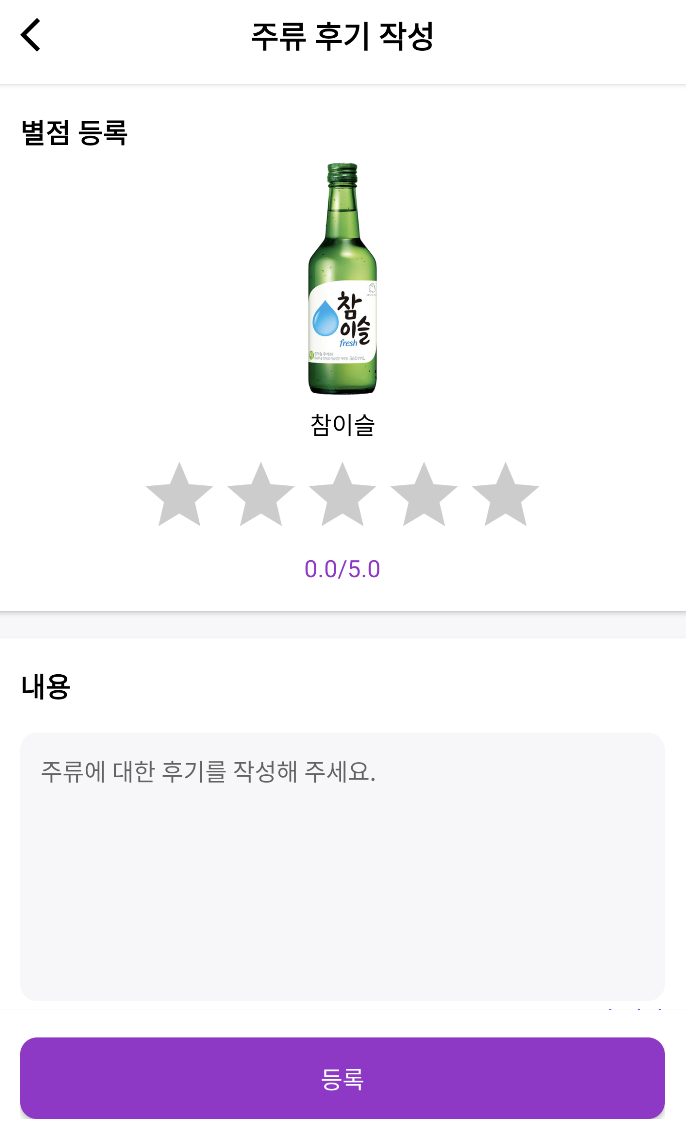 주류 후기 작성
별점 등록
참
이슬
fresh
참이슬
0.0/5.0
내용
주류에 대한 후기를 작성해 주세요.
등록